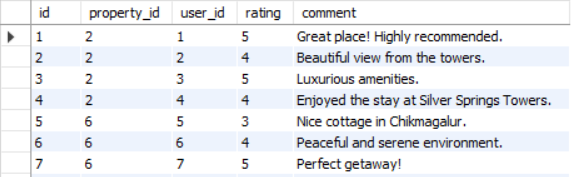 id property_id user_id rating comment
1 2 1 5 Great place! Highly recommended.
2 2 2 4 Beautiful view from the towers.
3 2 3 5 Luxurious amenities.
4 2 4 4 Enjoyed the stay at Silver Springs Towers.
5 6 5 3 Nice cottage in Chikmagalur.
6 6 6 4 Peaceful and serene environment.
7 6 7 5 Perfect getaway!